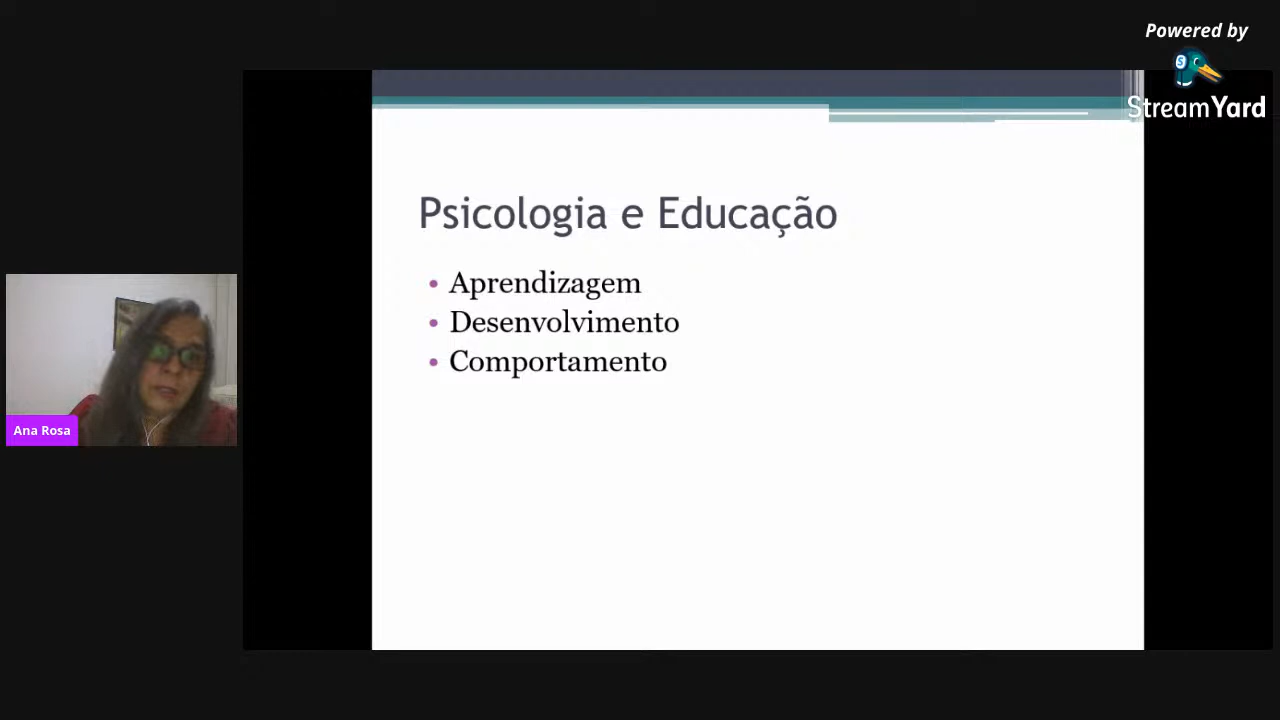 Powered by
StreamYard
Psicologia e Educação
• Aprendizagem
• Desenvolvimento
• Comportamento
Ana Rosa